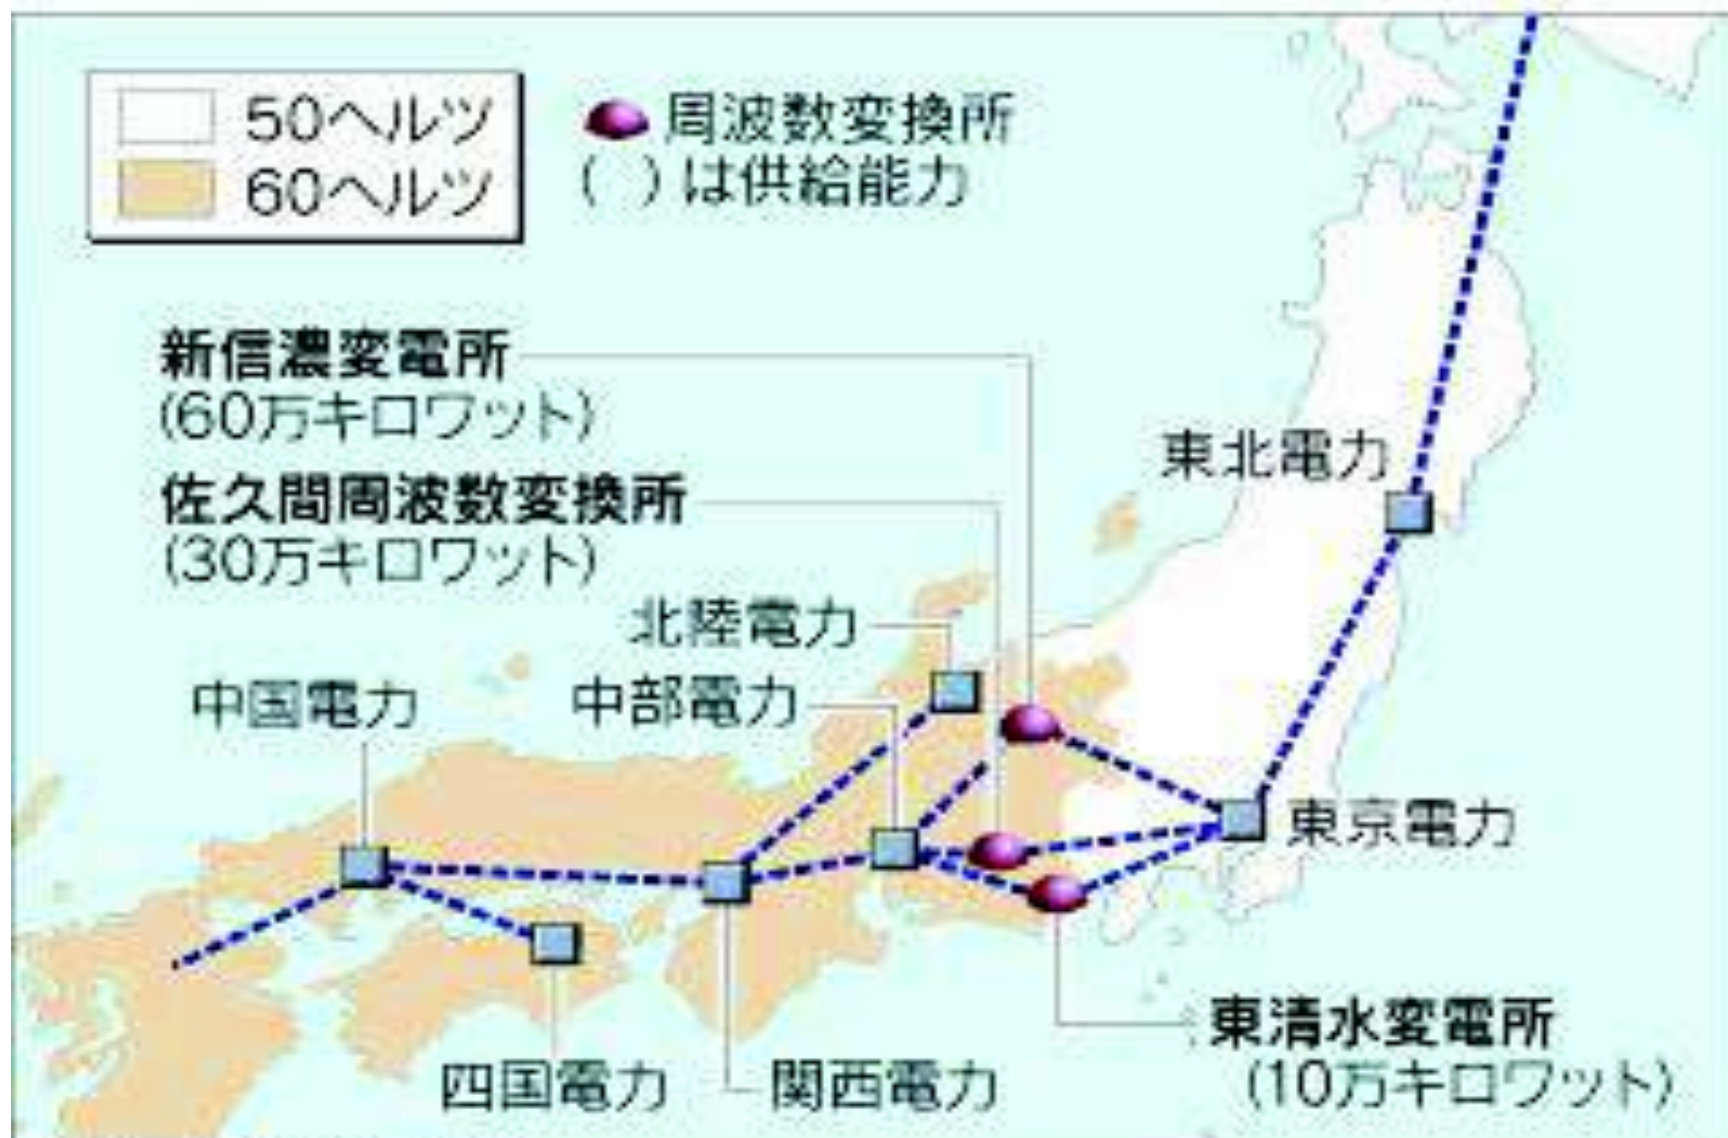 50ヘルツ
60ヘルツ
周波数変換所
( )は供給能力
新信濃変電所
(60万キロワット)
佐久間周波数変換所
(30万キロワット)
東北電力
北陸電力
中国電力
中部電力
東京電力
東清水変電所
(10万キロワット)
四国電力
関西電力